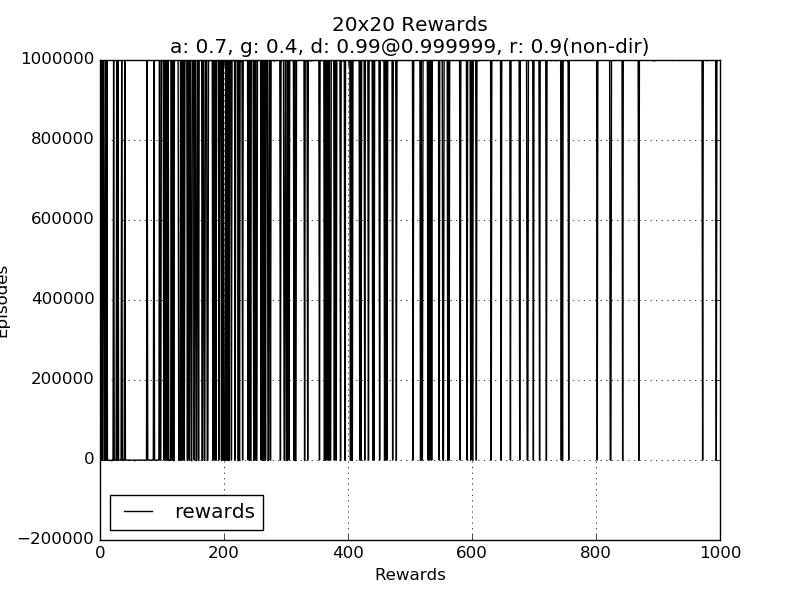 20x20 Rewards
a: 0.7, g: 0.4, d: 0.99@0.999999, r: 0.9(non-dir)
1000000
800000
600000
400000
200000
0
−200000
Episodes
rewards
0 200 400 600 800 1000
Rewards